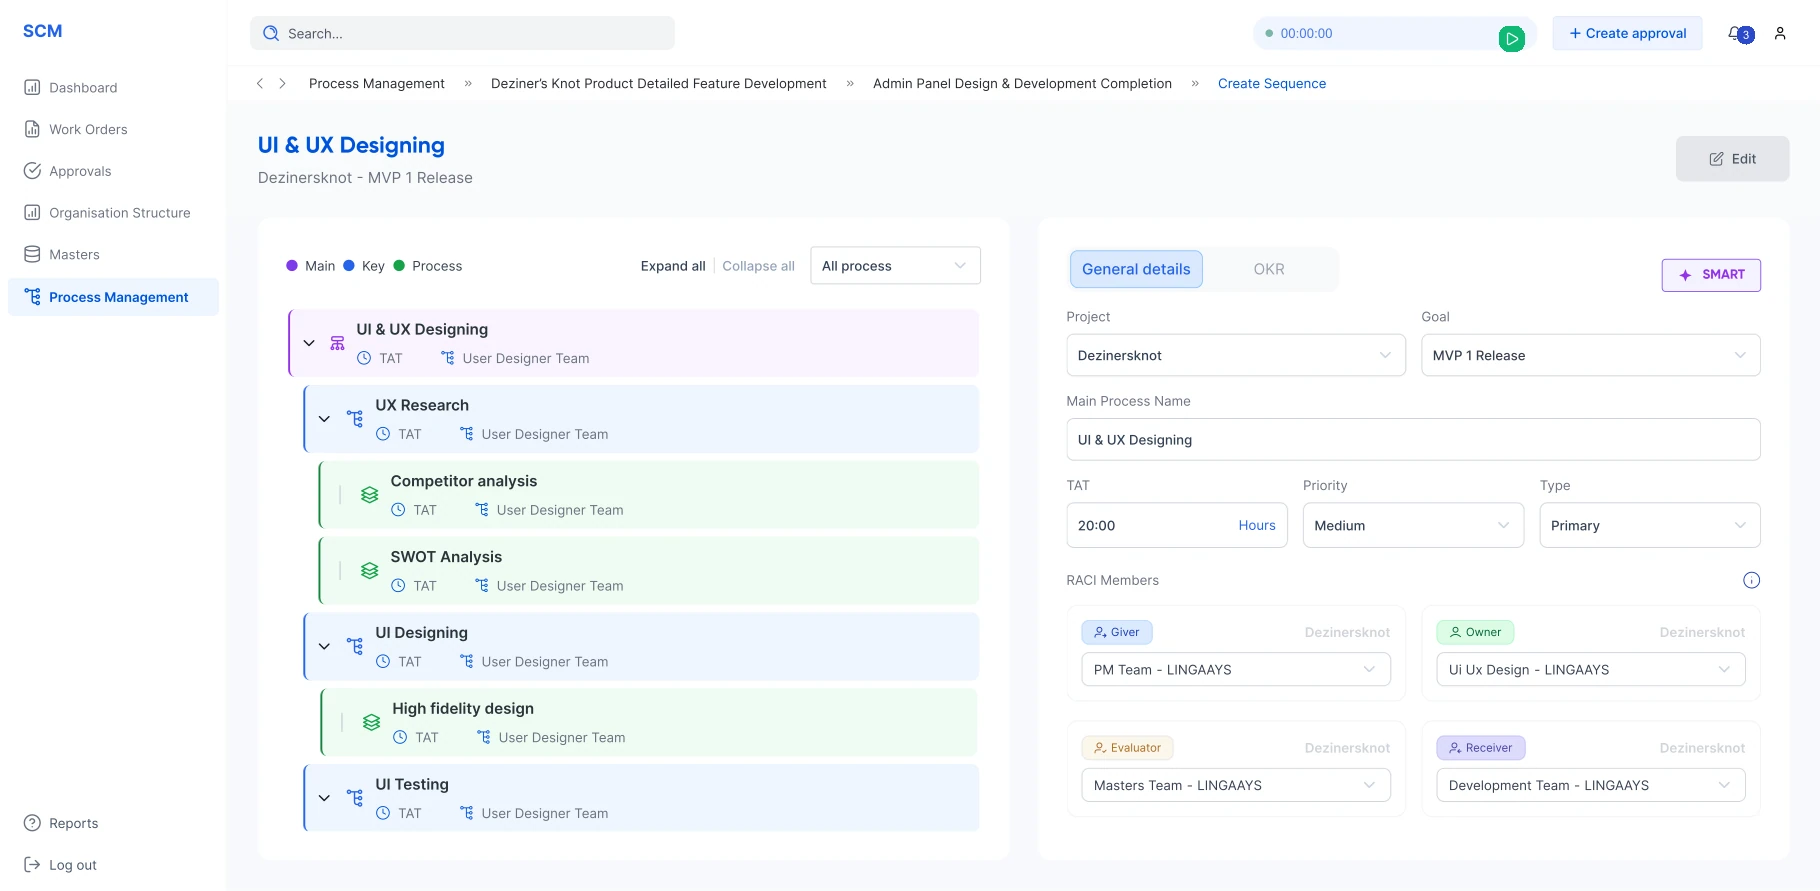 SCM
Search...
00:00:00
+ Create approval
3
Dashboard
Work Orders
Approvals
Organisation Structure
Masters
Process Management
Reports
Log out
Process Management » Deziner’s Knot Product Detailed Feature Development » Admin Panel Design & Development Completion » Create Sequence
UI & UX Designing
Dezinersknot - MVP 1 Release
Edit
Main Key Process
Expand all Collapse all All process
UI & UX Designing
TAT User Designer Team
UX Research
TAT User Designer Team
Competitor analysis
TAT User Designer Team
SWOT Analysis
TAT User Designer Team
UI Designing
TAT User Designer Team
High fidelity design
TAT User Designer Team
UI Testing
TAT User Designer Team
General details OKR
SMART
Project Goal
Dezinersknot MVP 1 Release
Main Process Name
UI & UX Designing
TAT Priority Type
20:00 Hours Medium Primary
RACI Members
Giver Dezinersknot
PM Team - LINGAAYS
Owner Dezinersknot
Ui Ux Design - LINGAAYS
Evaluator Dezinersknot
Masters Team - LINGAAYS
Receiver Dezinersknot
Development Team - LINGAAYS